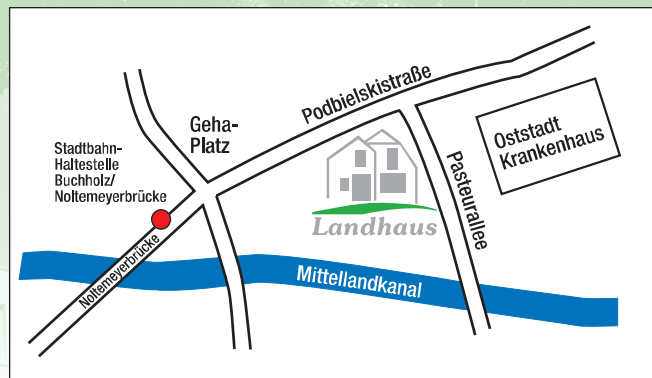 Podbielskistraße
Geha-
Platz
Stadtbahn-
Haltestelle
Buchholz/
Noltemeyerbrücke
Oststadt
Krankenhaus
Pasteurallee
Landhaus
Noltemeyerbrücke
Mittellandkanal